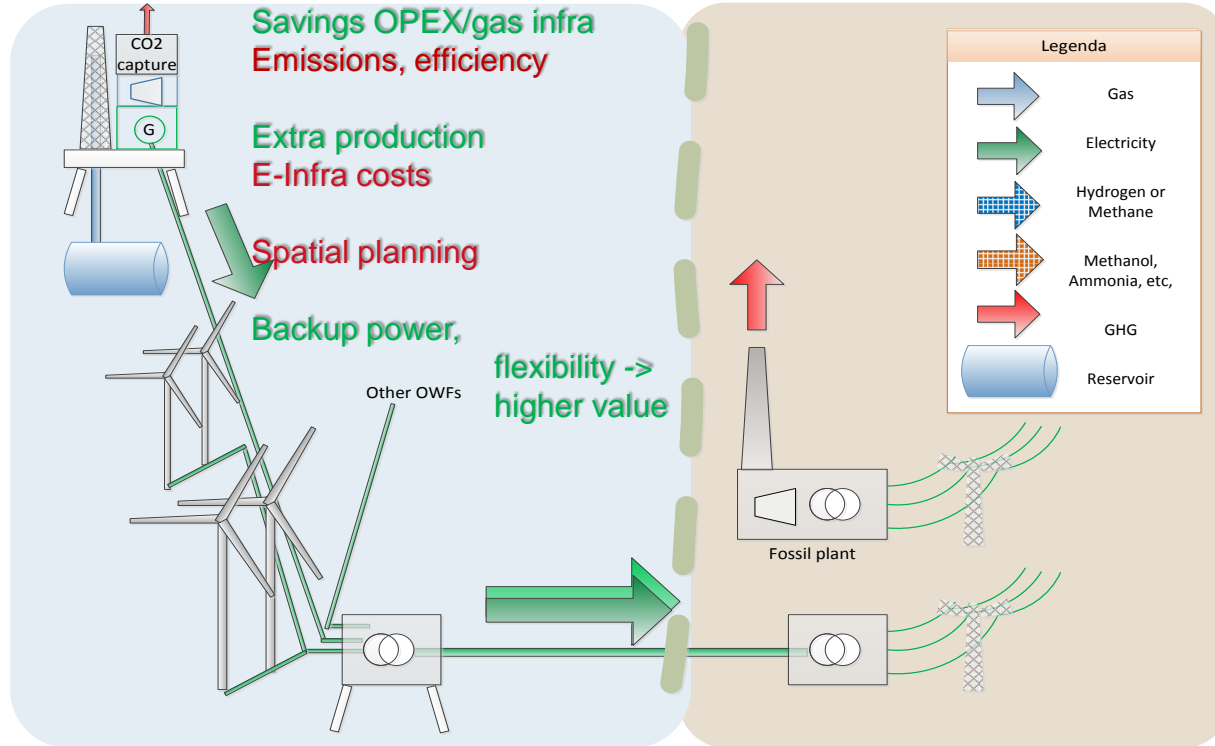 Savings OPEX/gas infra
Emissions, efficiency
CO2
capture
G
Extra production
E-Infra costs
Spatial planning
Backup power,
flexibility ->
higher value
Other OWFs
Legenda
Gas
Electricity
Hydrogen or
Methane
Methanol,
Ammonia, etc,
GHG
Reservoir
Fossil plant